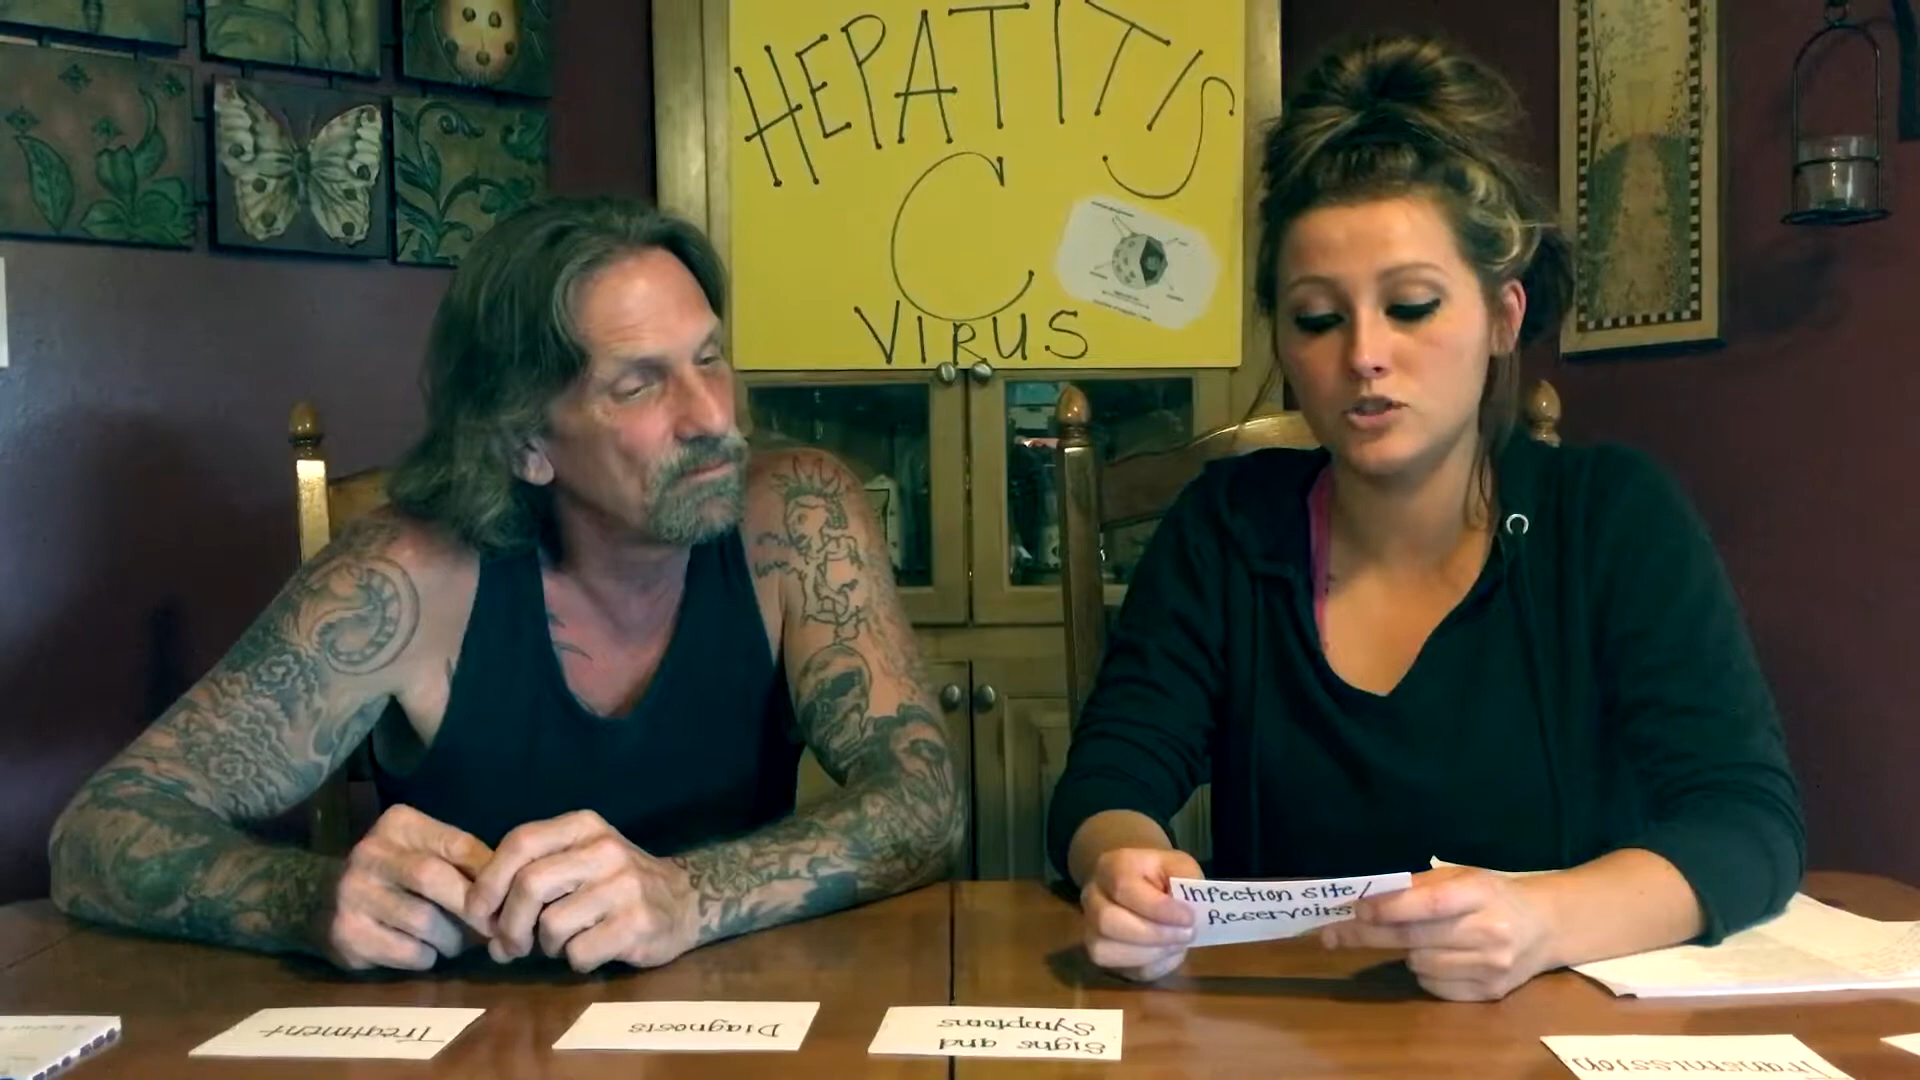 HEPATITIS
C
VIRUS
Infection site/
Reservoirs
Treatment
Diagnosis
Signs and
Symptoms
Transmission